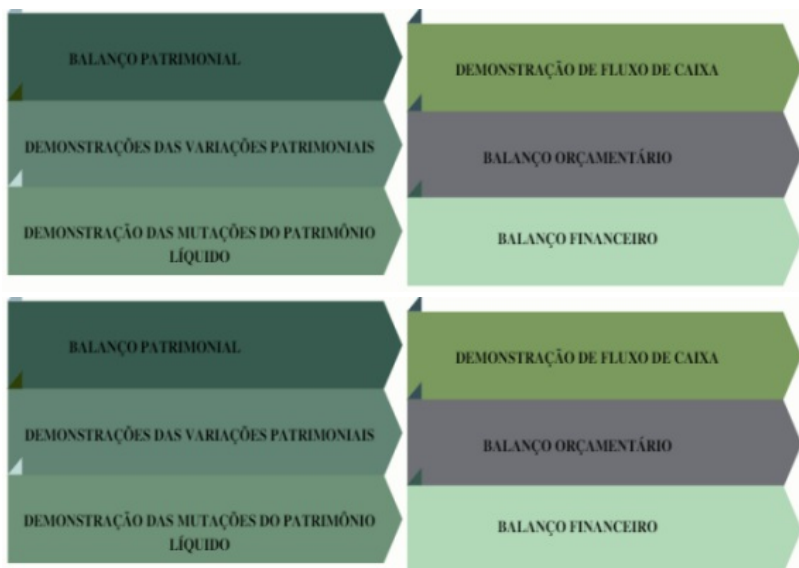 BALANÇO PATRIMONIAL
DEMONSTRAÇÕES DAS VARIAÇÕES PATRIMONIAIS
DEMONSTRAÇÃO DAS MUTAÇÕES DO PATRIMÔNIO
LÍQUIDO
DEMONSTRAÇÃO DE FLUXO DE CAIXA
BALANÇO ORÇAMENTÁRIO
BALANÇO FINANCEIRO
BALANÇO PATRIMONIAL
DEMONSTRAÇÕES DAS VARIAÇÕES PATRIMONIAIS
DEMONSTRAÇÃO DAS MUTAÇÕES DO PATRIMÔNIO
LÍQUIDO
DEMONSTRAÇÃO DE FLUXO DE CAIXA
BALANÇO ORÇAMENTÁRIO
BALANÇO FINANCEIRO